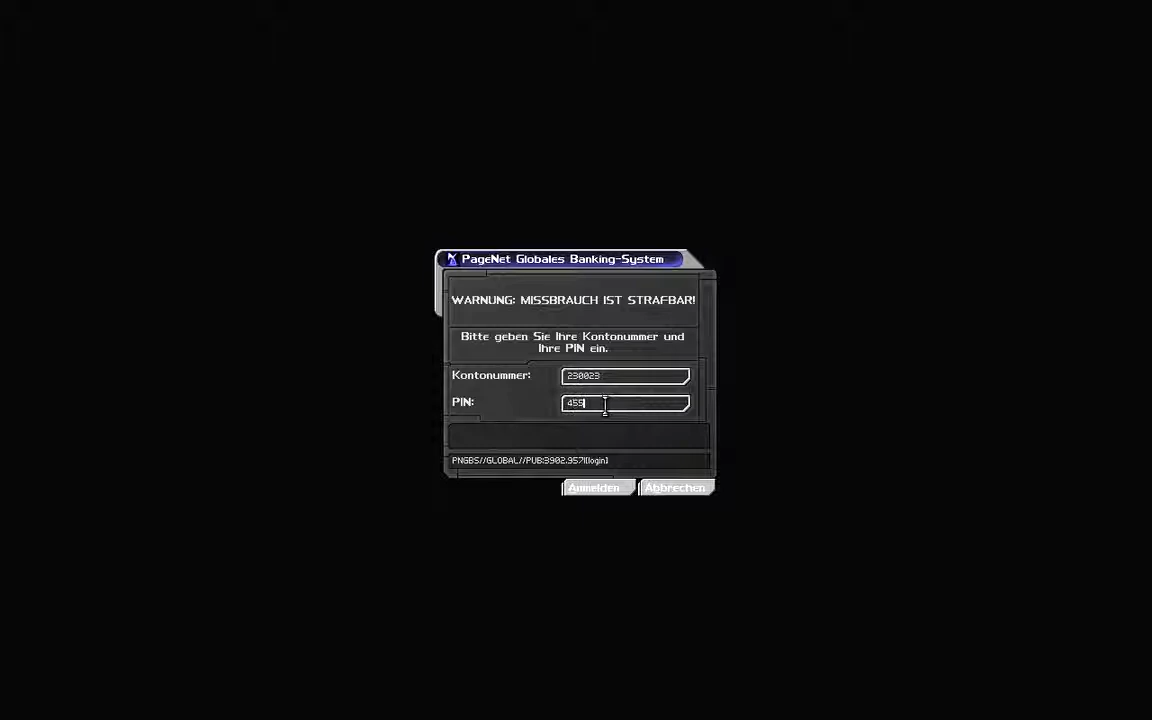 PageNet Globales Banking-System
WARNUNG: MISSBRAUCH IST STRAFBAR!
Bitte geben Sie Ihre Kontonummer und
Ihre PIN ein.
Kontonummer: 230023
PIN: 455
PNGBS//GLOBAL//PUB:3902.9571[login]
Anmelden Abbrechen